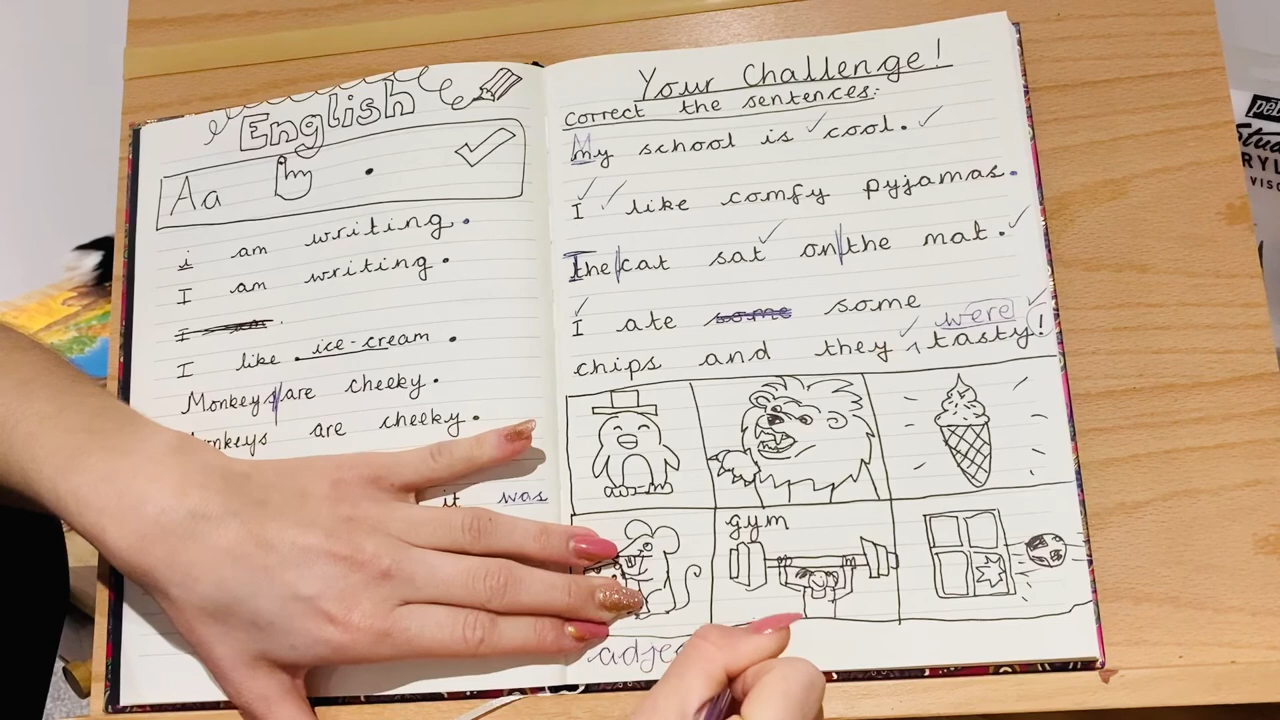 English
Aa .
i am writing.
I am writing.
I am.
I like ice-cream.
Monkeys are cheeky.
Monkeys are cheeky.
it was
Your Challenge!
correct the sentences:
My school is cool.
I like comfy pyjamas.
The cat sat on the mat.
I ate some some
were
chips and they tasty!
gym